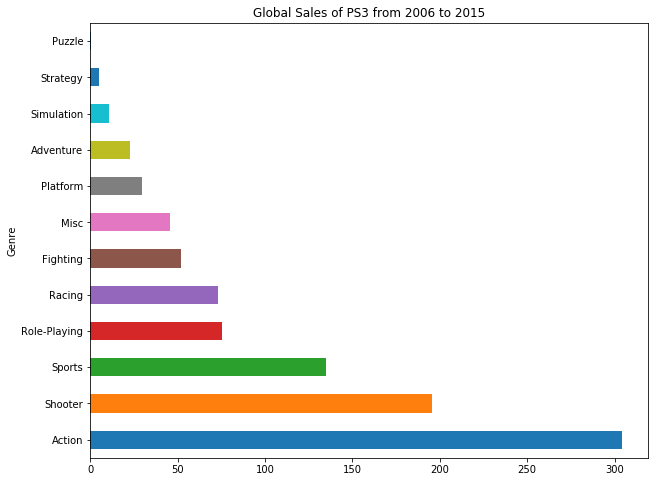 Global Sales of PS3 from 2006 to 2015
Puzzle
Strategy
Simulation
Adventure
Platform
Misc
Fighting
Racing
Role-Playing
Sports
Shooter
Action
Genre
0 50 100 150 200 250 300